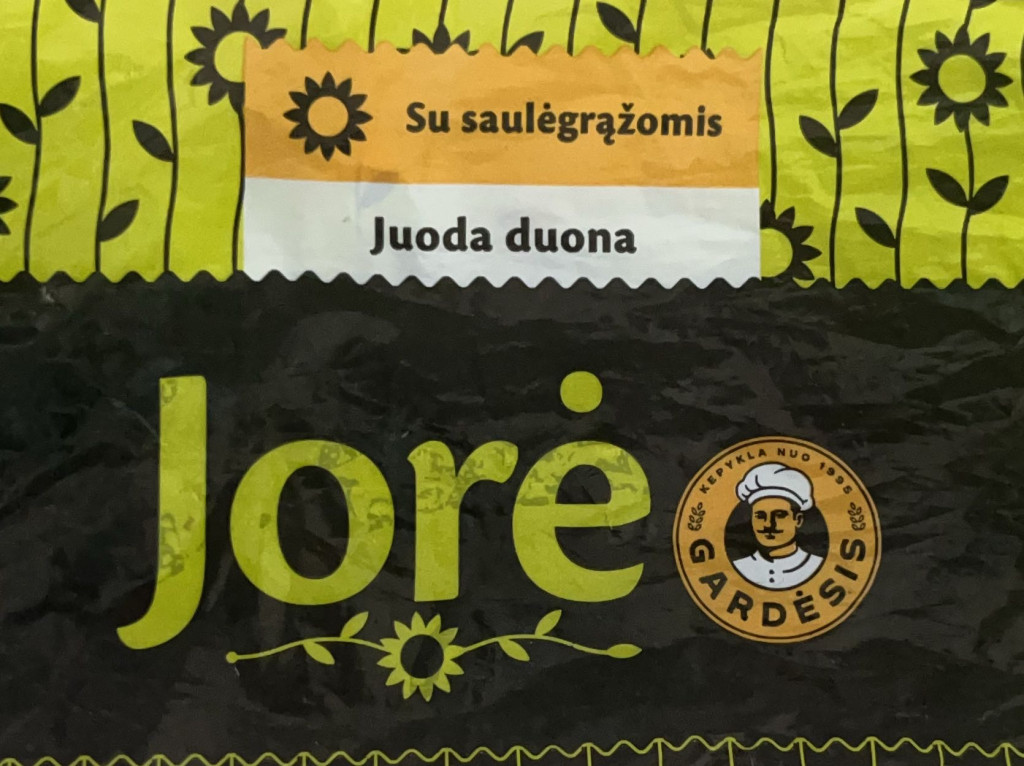 Su saulėgrąžomis
Juoda duona
Jorė
KEPYKLA NUO 1995
GARDĖSIS